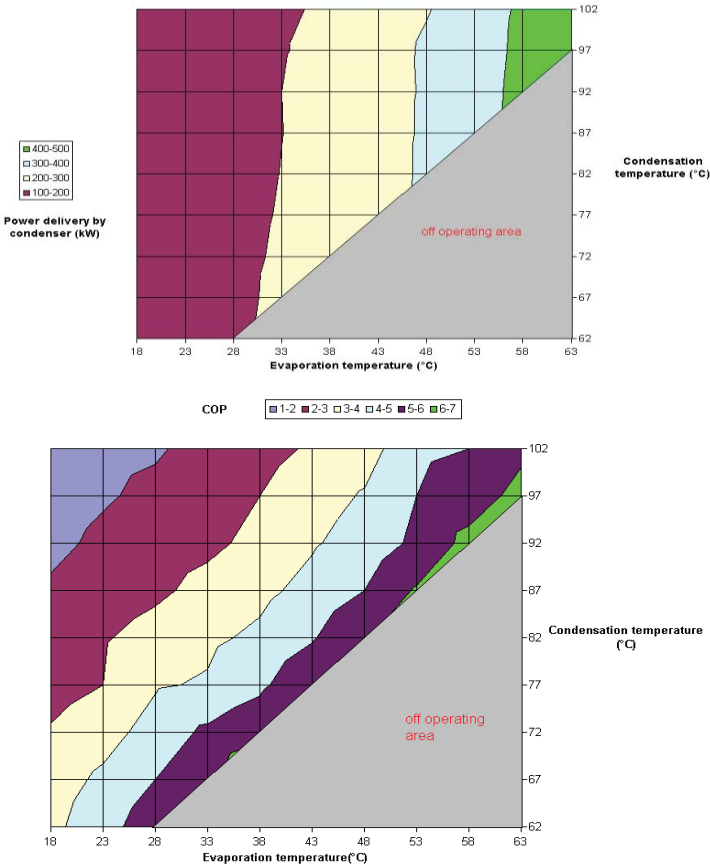 102
97
92
87
82
77
72
67
62
400-500
300-400
200-300
100-200
Power delivery by
condenser (kW)
Condensation
temperature (°C)
off operating area
18 23 28 33 38 43 48 53 58 63
Evaporation temperature (°C)
COP
1-2 2-3 3-4 4-5 5-6 6-7
102
97
92
87
82
77
72
67
62
Condensation temperature
(°C)
off operating
area
18 23 28 33 38 43 48 53 58 63
Evaporation temperature(°C)